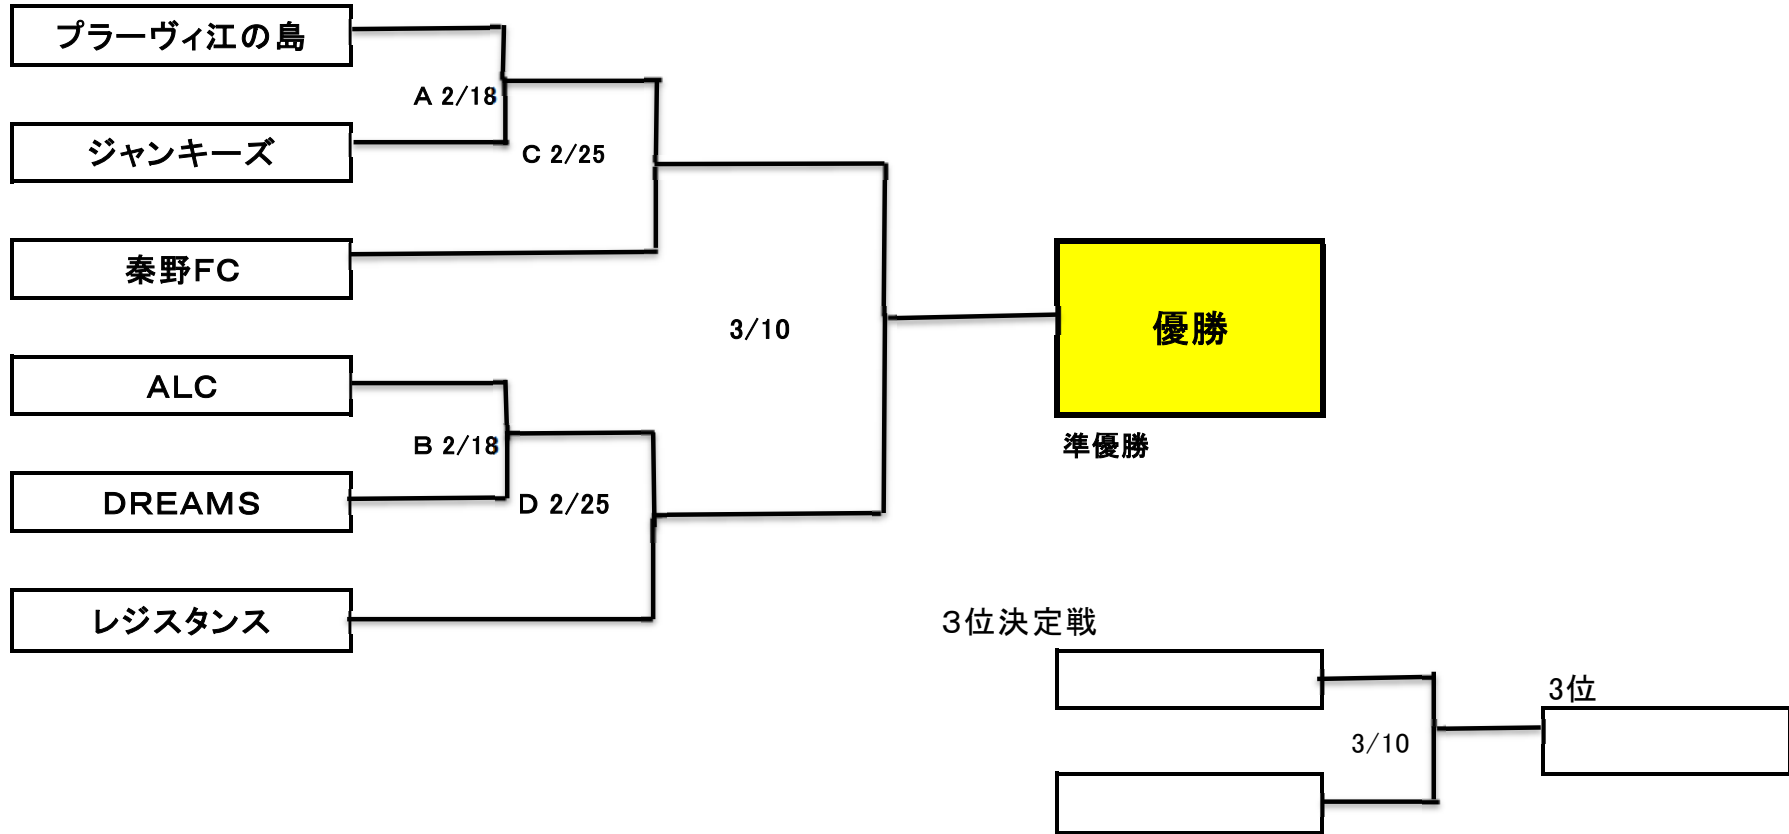 プラーヴィ江の島
A 2/18
ジャンキーズ
C 2/25
秦野FC
3/10
優勝
ALC
B 2/18
準優勝
DREAMS
D 2/25
レジスタンス
3位決定戦
3位
3/10